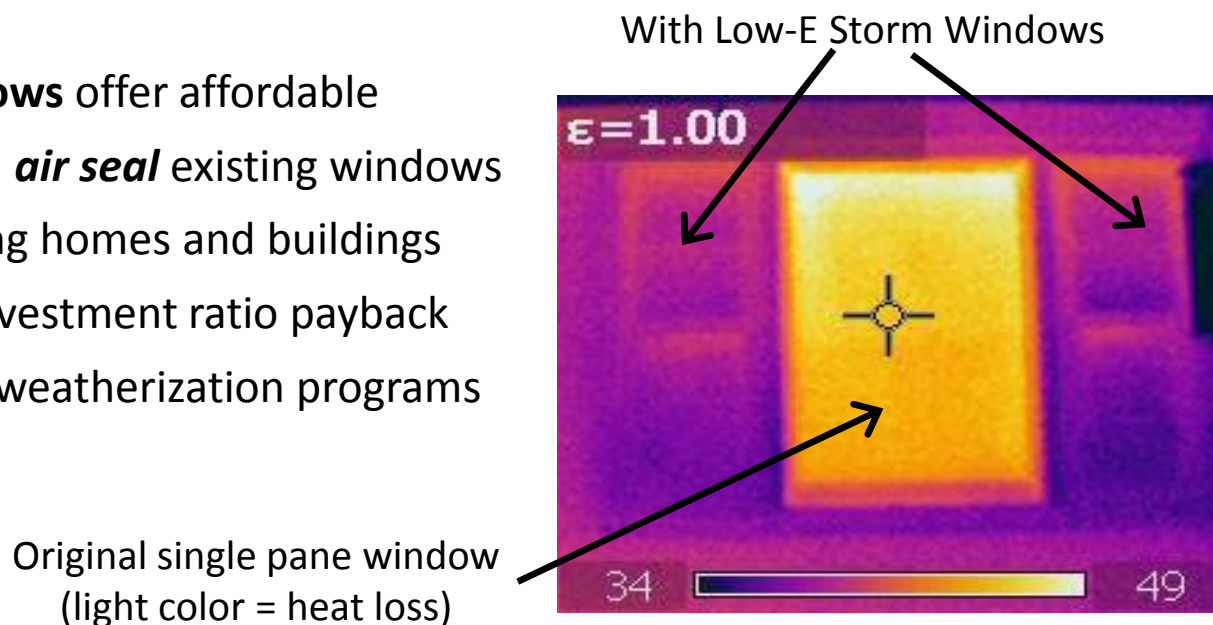 With Low-E Storm Windows
ows offer affordable
air seal existing windows
ng homes and buildings
vestment ratio payback
weatherization programs
Original single pane window
(light color = heat loss)
ε=1.00
34 49